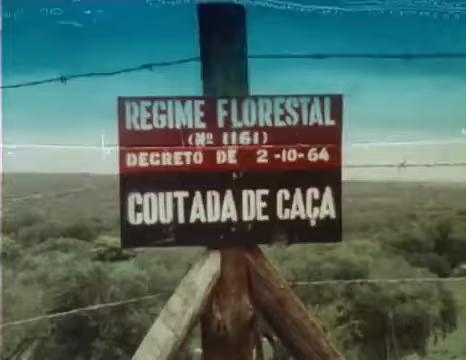 REGIME FLORESTAL
(Nº 1161)
DECRETO DE 2-10-64
COUTADA DE CAÇA